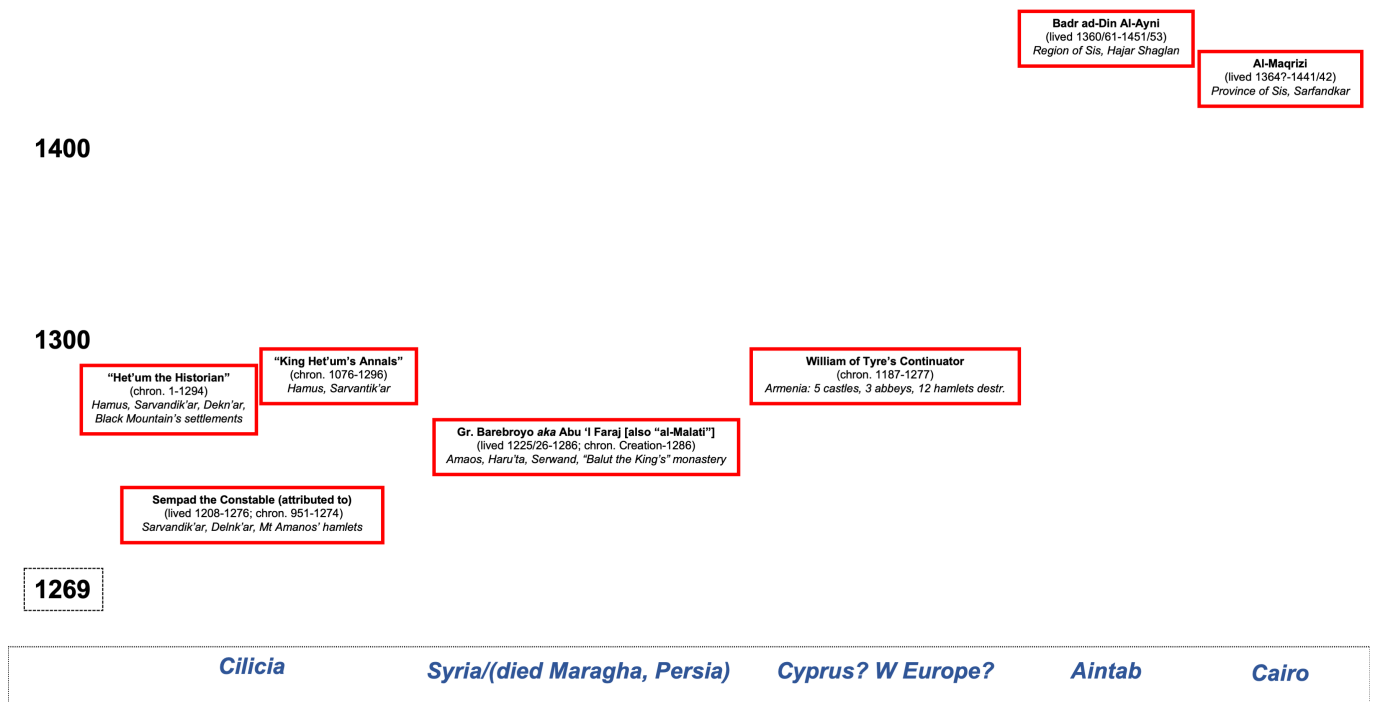 Badr ad-Din Al-Ayni
(lived 1360/61-1451/53)
Region of Sis, Hajar Shaglan
Al-Maqrizi
(lived 1364?-1441/42)
Province of Sis, Sarfandkar
1400
1300
"Het'um the Historian"
(chron. 1-1294)
Hamus, Sarvandik'ar, Dekn'ar,
Black Mountain's settlements
"King Het'um's Annals"
(chron. 1076-1296)
Hamus, Sarvantik'ar
William of Tyre's Continuator
(chron. 1187-1277)
Armenia: 5 castles, 3 abbeys, 12 hamlets destr.
Gr. Barebroyo aka Abu 'l Faraj [also "al-Malati"]
(lived 1225/26-1286; chron. Creation-1286)
Amaos, Haru'ta, Serwand, "Balut the King's" monastery
Sempad the Constable (attributed to)
(lived 1208-1276; chron. 951-1274)
Sarvandik'ar, Delnk'ar, Mt Amanos' hamlets
1269
Cilicia
Syria/(died Maragha, Persia)
Cyprus? W Europe?
Aintab
Cairo